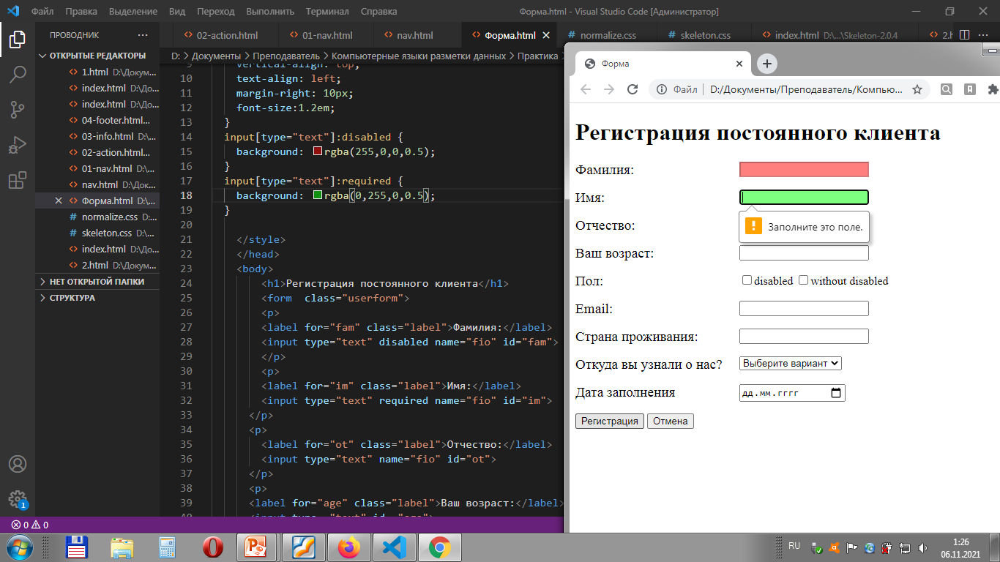 Файл Правка Выделение Вид Переход Выполнить Терминал Справка Форма.html - Visual Studio Code [Администратор]
ПРОВОДНИК ...
02-action.html 01-nav.html nav.html Форма.html normalize.css skeleton.css index.html D:\...\Skeleton-2.0.4 2.h
ОТКРЫТЫЕ РЕДАКТОРЫ
1.html D:\Докум...
index.html D:\До...
index.html D:\До...
04-footer.html...
03-info.html D:\...
02-action.html...
01-nav.html D:\...
nav.html D:\Док...
Форма.html D:\...
normalize.css D:...
skeleton.css D:\...
index.html D:\До...
2.html D:\Докум...
НЕТ ОТКРЫТОЙ ПАПКИ
СТРУКТУРА
1
D: > Документы > Преподаватель > Компьютерные языки разметки данных > Практика >
9 vertical-align: top;
10 text-align: left;
11 margin-right: 10px;
12 font-size:1.2em;
13 }
14 input[type="text"]:disabled {
15 background: rgba(255,0,0,0.5);
16 }
17 input[type="text"]:required {
18 background: rgba(0,255,0,0.5);
19 }
20
21 </style>
22 </head>
23 <body>
24 <h1>Регистрация постоянного клиента</h1>
25 <form class="userform">
26 <p>
27 <label for="fam" class="label">Фамилия:</label>
28 <input type="text" disabled name="fio" id="fam">
29 </p>
30 <p>
31 <label for="im" class="label">Имя:</label>
32 <input type="text" required name="fio" id="im">
33 </p>
34 <p>
35 <label for="ot" class="label">Отчество:</label>
36 <input type="text" name="fio" id="ot">
37 </p>
38 <p>
39 <label for="age" class="label">Ваш возраст:</label>
0 0
Форма
Файл D:/Документы/Преподаватель/Компью...
Регистрация постоянного клиента
Фамилия:
Имя:
Заполните это поле.
Отчество:
Ваш возраст:
Пол: disabled without disabled
Email:
Страна проживания:
Откуда вы узнали о нас? Выберите вариант
Дата заполнения дд.мм.гггг
Регистрация Отмена
RU 1:26
06.11.2021